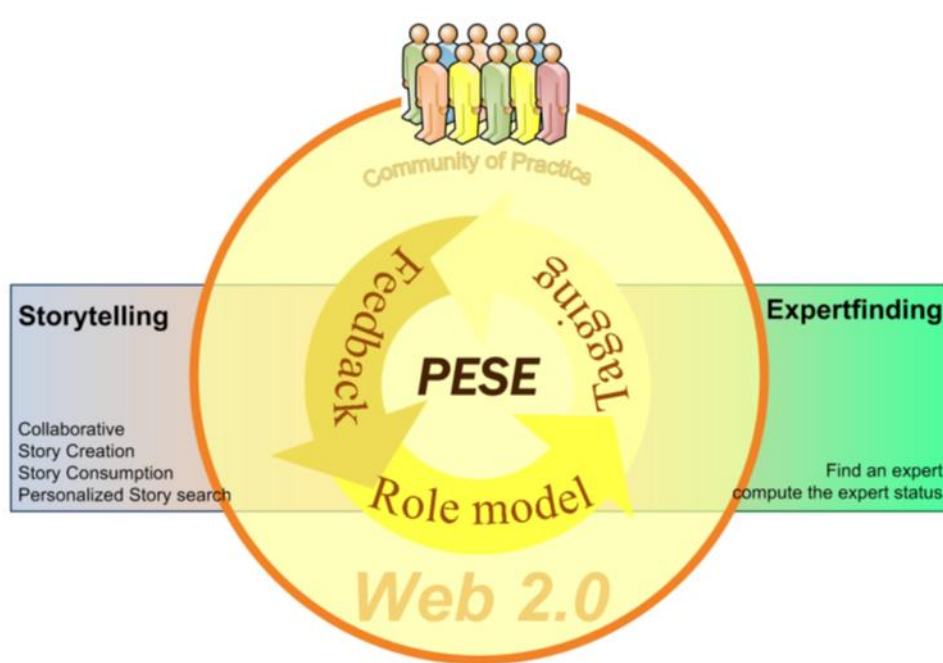 Community of Practics
Feedback
Tagging
Storytelling
Expertfinding
PESE
Collaborative
Story Creation
Story Consumption
Personalized Story search
Find an expert
compute the expert status
Role model
Web 2.0